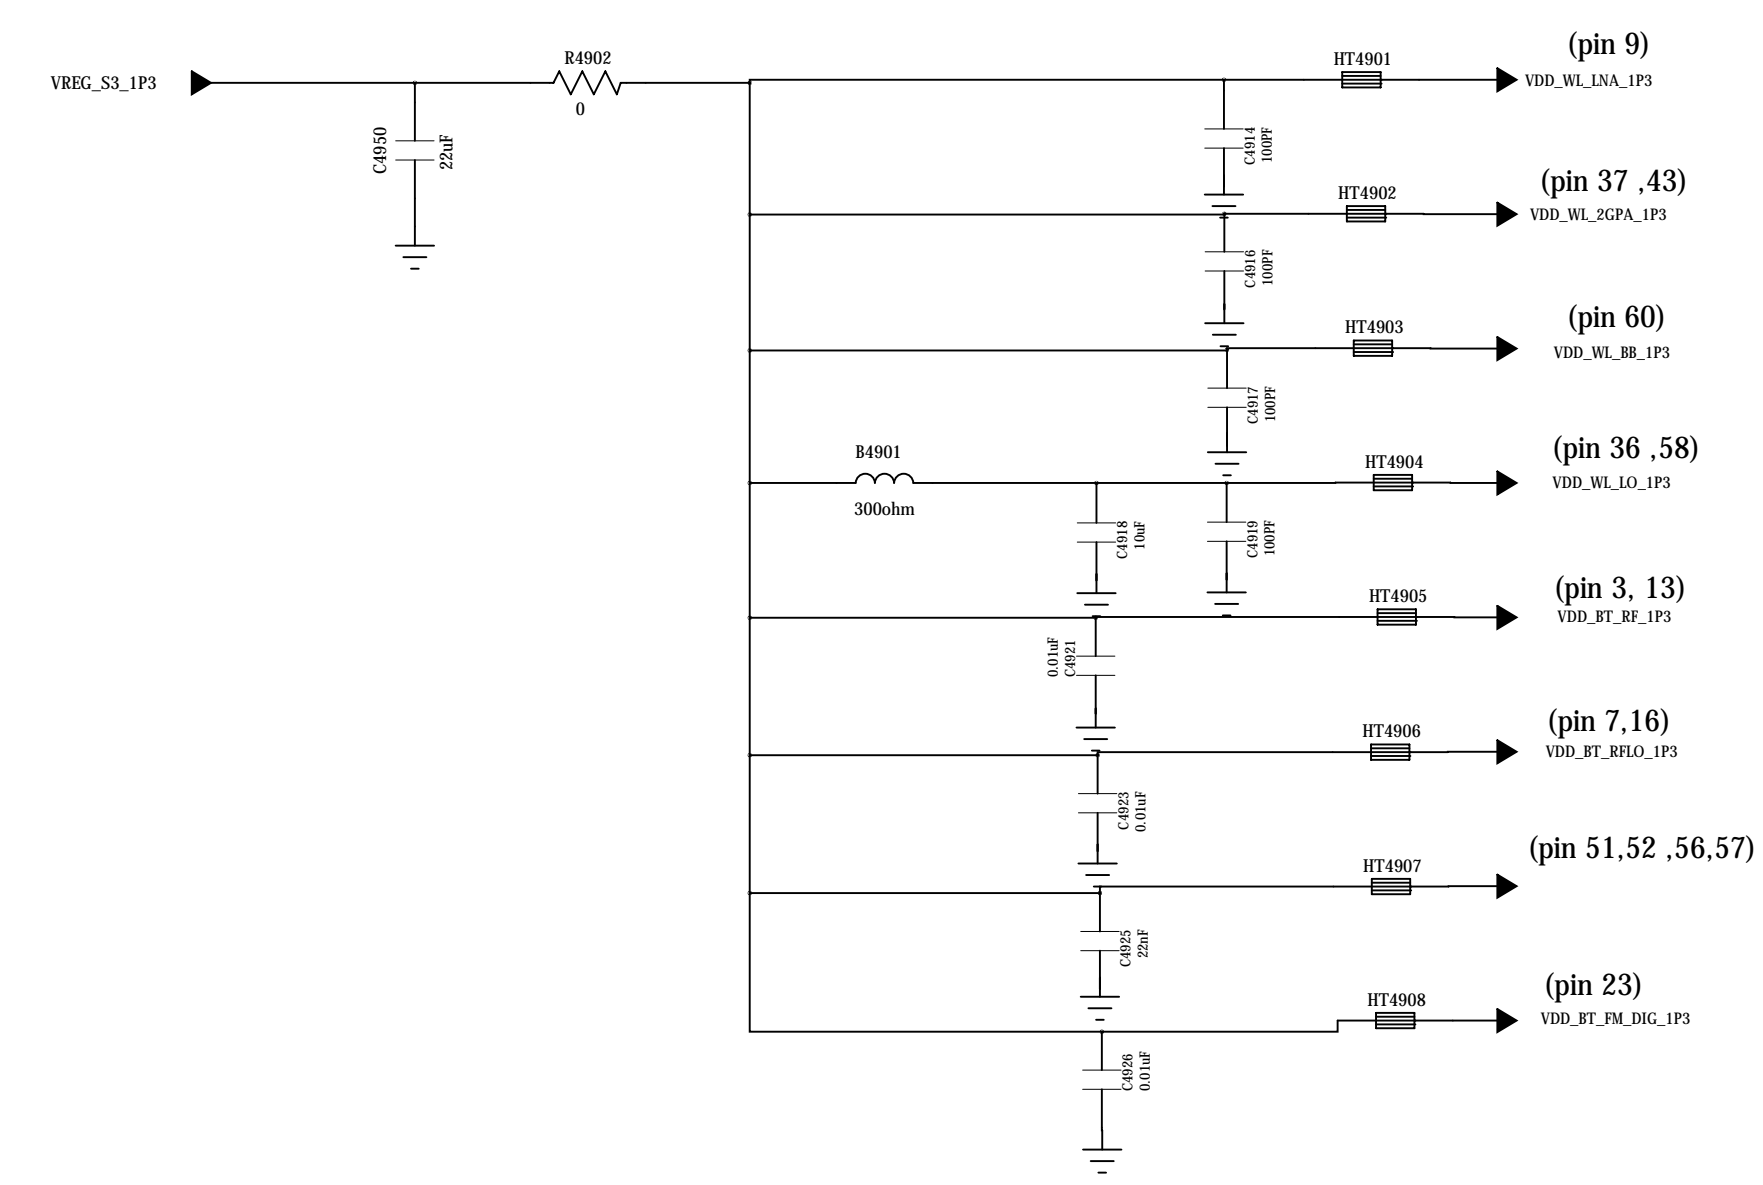 VREG_S3_1P3
R4902
0
C4950
22uF
HT4901
(pin 9)
VDD_WL_LNA_1P3
C4914
100PF
HT4902
(pin 37 ,43)
VDD_WL_2GPA_1P3
C4916
100PF
HT4903
(pin 60)
VDD_WL_BB_1P3
C4917
100PF
B4901
300ohm
HT4904
(pin 36 ,58)
VDD_WL_LO_1P3
C4918
10uF
C4919
100PF
HT4905
(pin 3, 13)
VDD_BT_RF_1P3
0.01uF
C4921
HT4906
(pin 7,16)
VDD_BT_RFLO_1P3
C4923
0.01uF
HT4907
(pin 51,52 ,56,57)
C4925
22nF
HT4908
(pin 23)
VDD_BT_FM_DIG_1P3
C4926
0.01uF